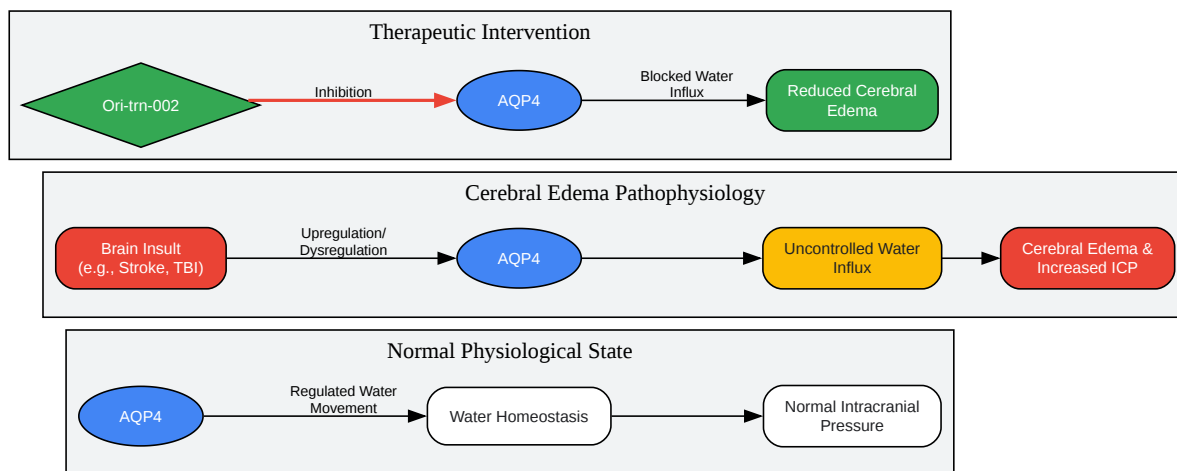 Therapeutic Intervention
Ori-trn-002
Inhibition
AQP4
Blocked Water
Influx
Reduced Cerebral
Edema
Cerebral Edema Pathophysiology
Brain Insult
(e.g., Stroke, TBI)
Upregulation/
Dysregulation
AQP4
Uncontrolled Water
Influx
Cerebral Edema &
Increased ICP
Normal Physiological State
AQP4
Regulated Water
Movement
Water Homeostasis
Normal Intracranial
Pressure